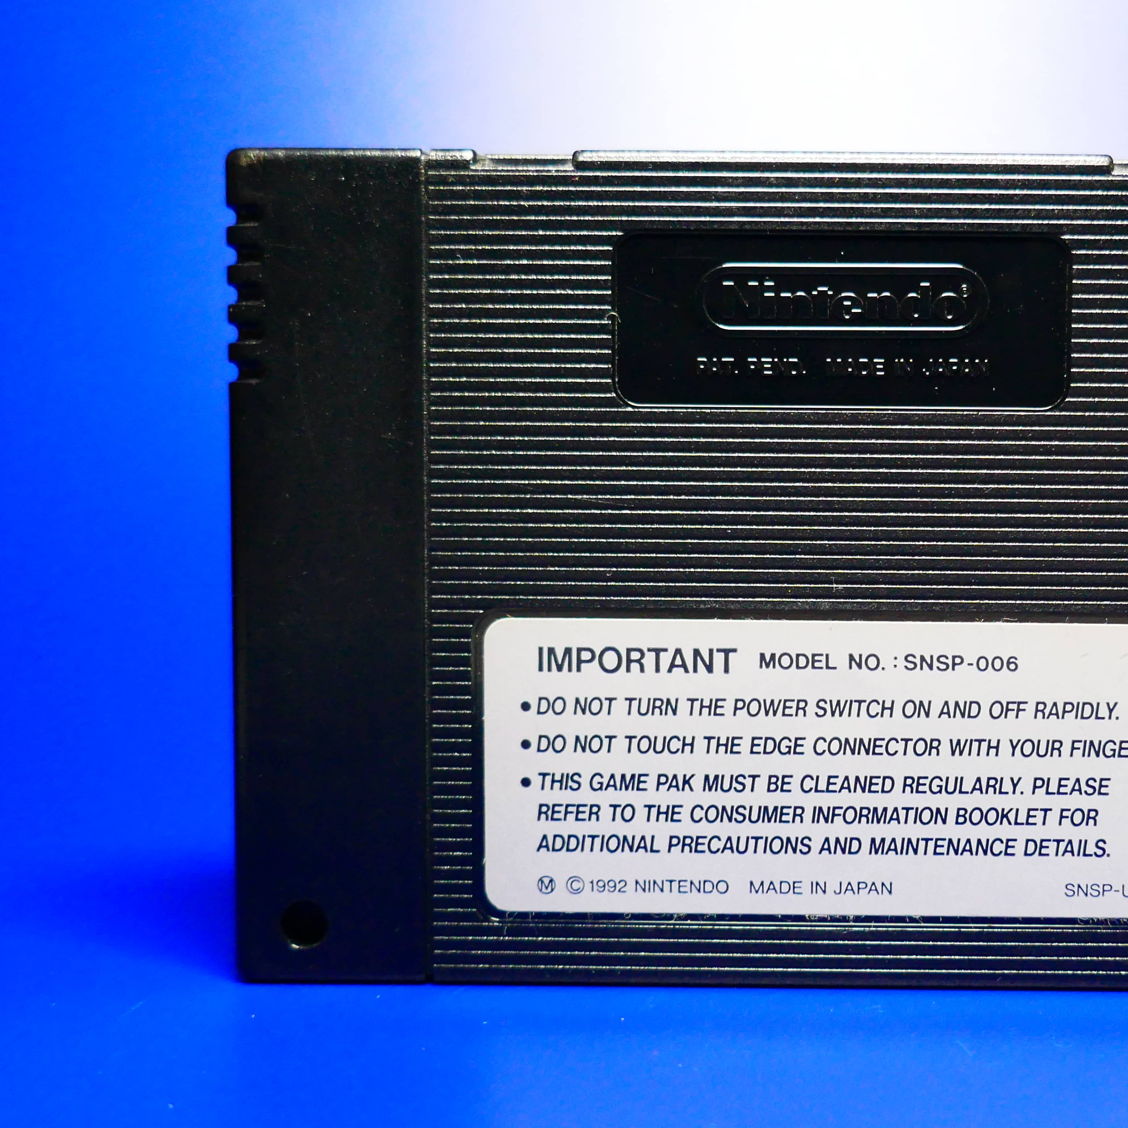 Nintendo®
PAT. PEND. MADE IN JAPAN
IMPORTANT MODEL NO. : SNSP-006
• DO NOT TURN THE POWER SWITCH ON AND OFF RAPIDLY.
• DO NOT TOUCH THE EDGE CONNECTOR WITH YOUR FINGE
• THIS GAME PAK MUST BE CLEANED REGULARLY. PLEASE
REFER TO THE CONSUMER INFORMATION BOOKLET FOR
ADDITIONAL PRECAUTIONS AND MAINTENANCE DETAILS.
Ⓜ ©1992 NINTENDO MADE IN JAPAN SNSP-U